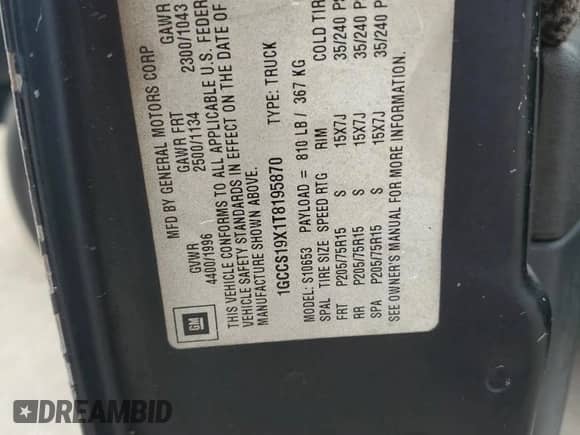 MFD BY GENERAL MOTORS CORP
GVWR GAWR FRT GAWR
4400/1996 2500/1134 2300/1043
THIS VEHICLE CONFORMS TO ALL APPLICABLE U.S. FEDER
VEHICLE SAFETY STANDARDS IN EFFECT ON THE DATE OF
MANUFACTURE SHOWN ABOVE.
1GCCS19X1T8195870 TYPE: TRUCK
MODEL: S10653 PAYLOAD = 810 LB / 367 KG
SPAL TIRE SIZE SPEED RTG RIM COLD TIR
FRT P205/75R15 S 15X7J 35/240 P
RR P205/75R15 S 15X7J 35/240 P
SPA P205/75R15 S 15X7J 35/240 P
SEE OWNER'S MANUAL FOR MORE INFORMATION.
GM
DREAMBID